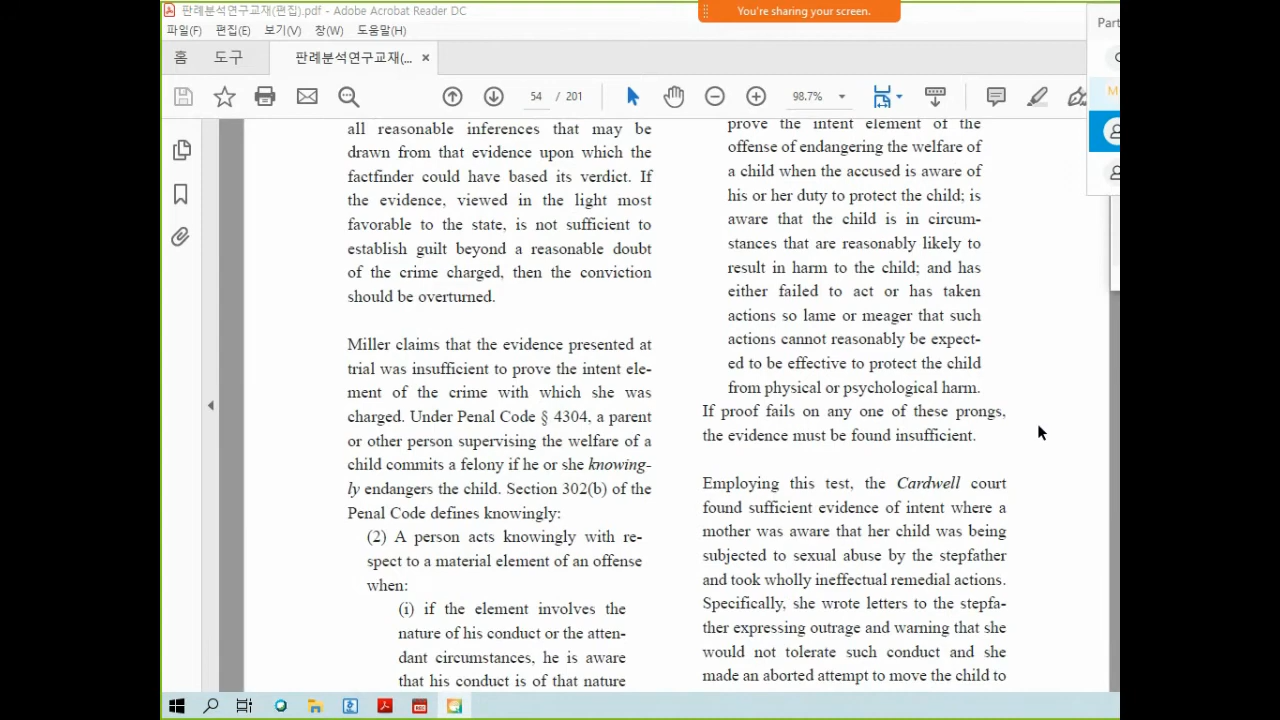 판례분석연구교재(편집).pdf - Adobe Acrobat Reader DC
You're sharing your screen.
파일(F) 편집(E) 보기(V) 창(W) 도움말(H)
홈 도구 판례분석연구교재(... ×
54 / 201 98.7%
all reasonable inferences that may be
drawn from that evidence upon which the
factfinder could have based its verdict. If
the evidence, viewed in the light most
favorable to the state, is not sufficient to
establish guilt beyond a reasonable doubt
of the crime charged, then the conviction
should be overturned.
Miller claims that the evidence presented at
trial was insufficient to prove the intent ele-
ment of the crime with which she was
charged. Under Penal Code § 4304, a parent
or other person supervising the welfare of a
child commits a felony if he or she knowing-
ly endangers the child. Section 302(b) of the
Penal Code defines knowingly:
(2) A person acts knowingly with re-
spect to a material element of an offense
when:
(i) if the element involves the
nature of his conduct or the atten-
dant circumstances, he is aware
that his conduct is of that nature
prove the intent element of the
offense of endangering the welfare of
a child when the accused is aware of
his or her duty to protect the child; is
aware that the child is in circum-
stances that are reasonably likely to
result in harm to the child; and has
either failed to act or has taken
actions so lame or meager that such
actions cannot reasonably be expect-
ed to be effective to protect the child
from physical or psychological harm.
If proof fails on any one of these prongs,
the evidence must be found insufficient.
Employing this test, the Cardwell court
found sufficient evidence of intent where a
mother was aware that her child was being
subjected to sexual abuse by the stepfather
and took wholly ineffectual remedial actions.
Specifically, she wrote letters to the stepfa-
ther expressing outrage and warning that she
would not tolerate such conduct and she
made an aborted attempt to move the child to
Part